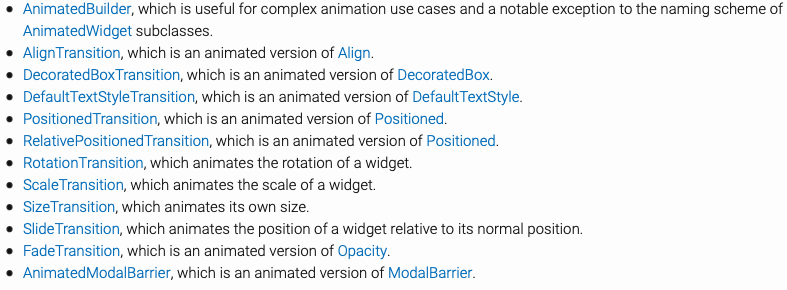 AnimatedBuilder, which is useful for complex animation use cases and a notable exception to the naming scheme of
AnimatedWidget subclasses.
AlignTransition, which is an animated version of Align.
DecoratedBoxTransition, which is an animated version of DecoratedBox.
DefaultTextStyleTransition, which is an animated version of DefaultTextStyle.
PositionedTransition, which is an animated version of Positioned.
RelativePositionedTransition, which is an animated version of Positioned.
RotationTransition, which animates the rotation of a widget.
ScaleTransition, which animates the scale of a widget.
SizeTransition, which animates its own size.
SlideTransition, which animates the position of a widget relative to its normal position.
FadeTransition, which is an animated version of Opacity.
AnimatedModalBarrier, which is an animated version of ModalBarrier.